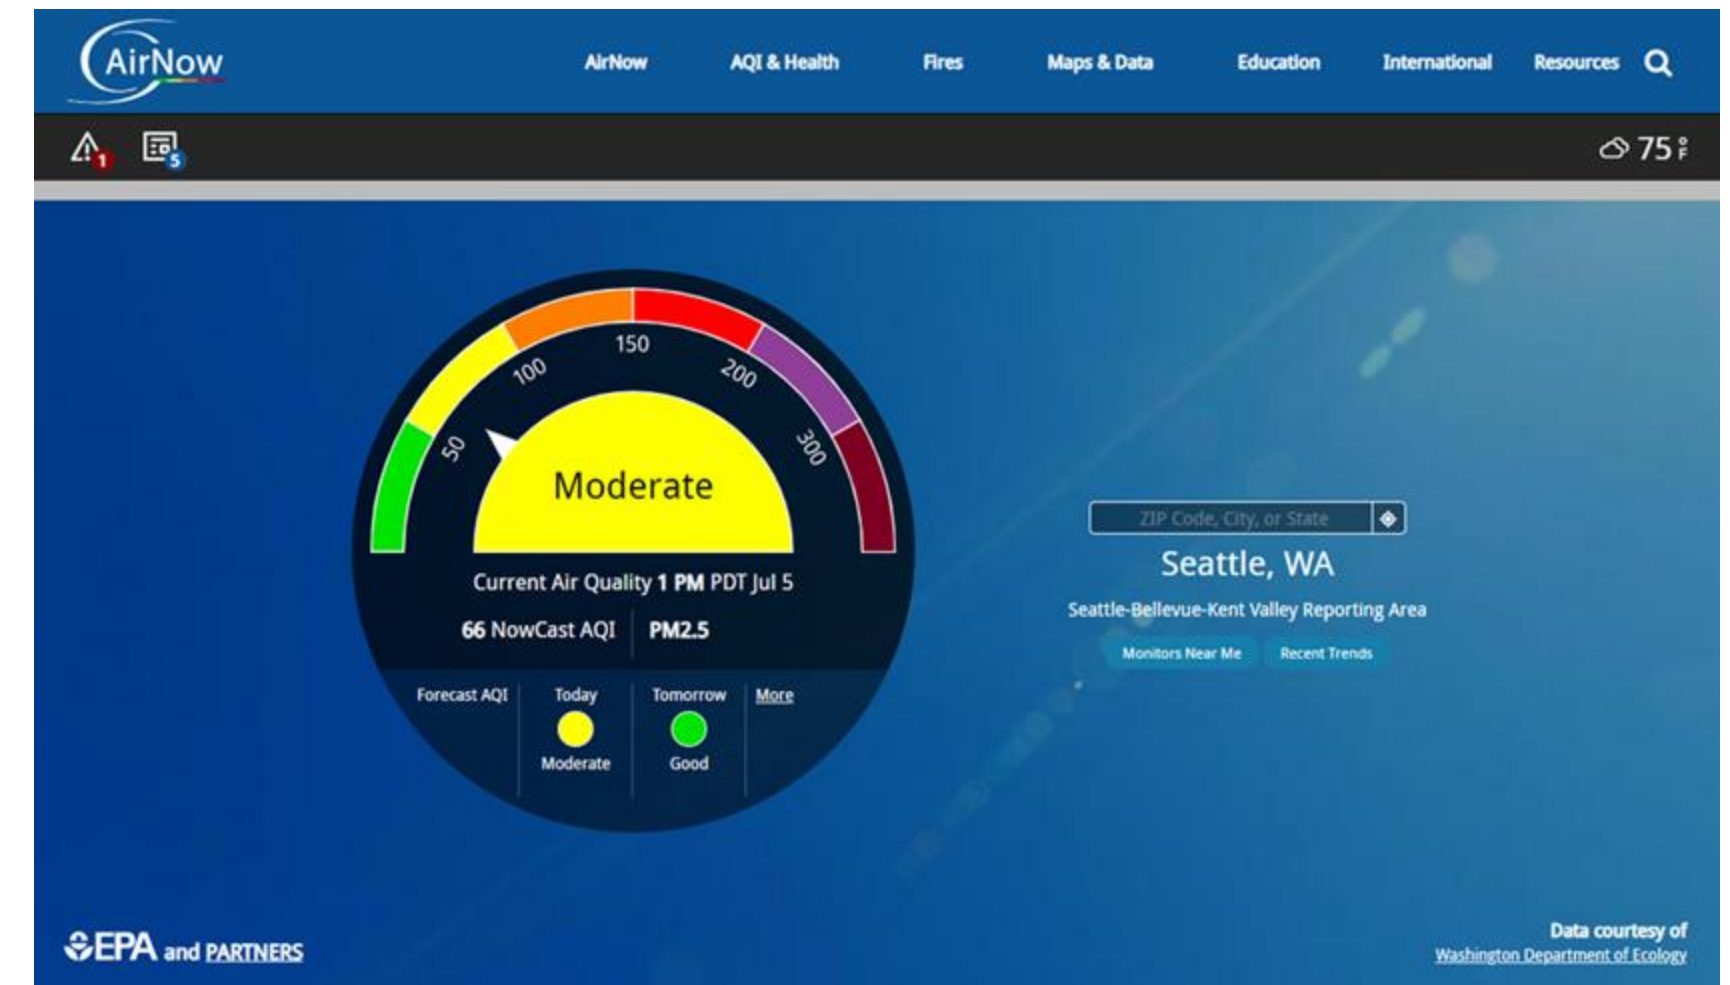 AirNow
AirNow AQI & Health Fires Maps & Data Education International Resources
1 5 75 °F
50 100 150 200 300
Moderate
Current Air Quality 1 PM PDT Jul 5
66 NowCast AQI PM2.5
Forecast AQI Today Tomorrow More
Moderate Good
ZIP Code, City, or State
Seattle, WA
Seattle-Bellevue-Kent Valley Reporting Area
Monitors Near Me Recent Trends
EPA and PARTNERS
Data courtesy of
Washington Department of Ecology